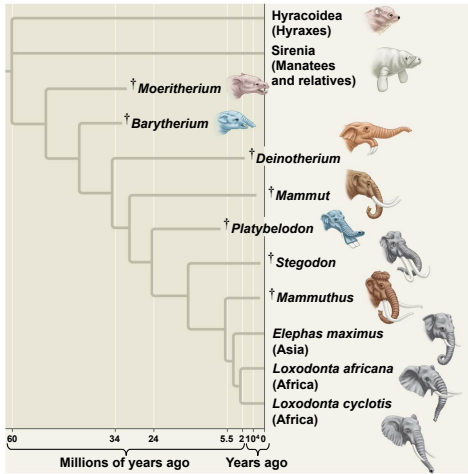 Hyracoidea
(Hyraxes)
Sirenia
(Manatees
and relatives)
† Moeritherium
† Barytherium
† Deinotherium
† Mammut
† Platybelodon
† Stegodon
† Mammuthus
Elephas maximus
(Asia)
Loxodonta africana
(Africa)
Loxodonta cyclotis
(Africa)
60 34 24 5.5 2 10⁴ 0
Millions of years ago Years ago